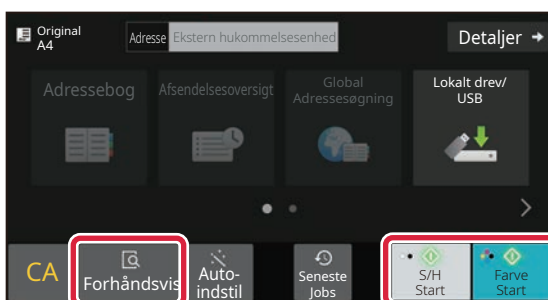 Original
A4
Adresse
Ekstern hukommelsesenhed
Detaljer
Adressebog
Afsendelsesoversigt
Global
Adressesøgning
Lokalt drev/
USB
CA
Forhåndsvis
Auto-
indstil
Seneste
Jobs
S/H
Start
Farve
Start